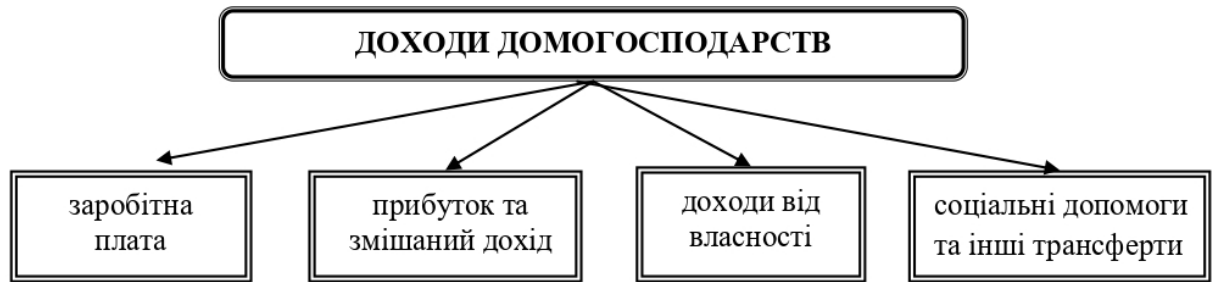 ДОХОДИ ДОМОГОСПОДАРСТВ
заробітна
плата
прибуток та
змішаний дохід
доходи від
власності
соціальні допомоги
та інші трансферти